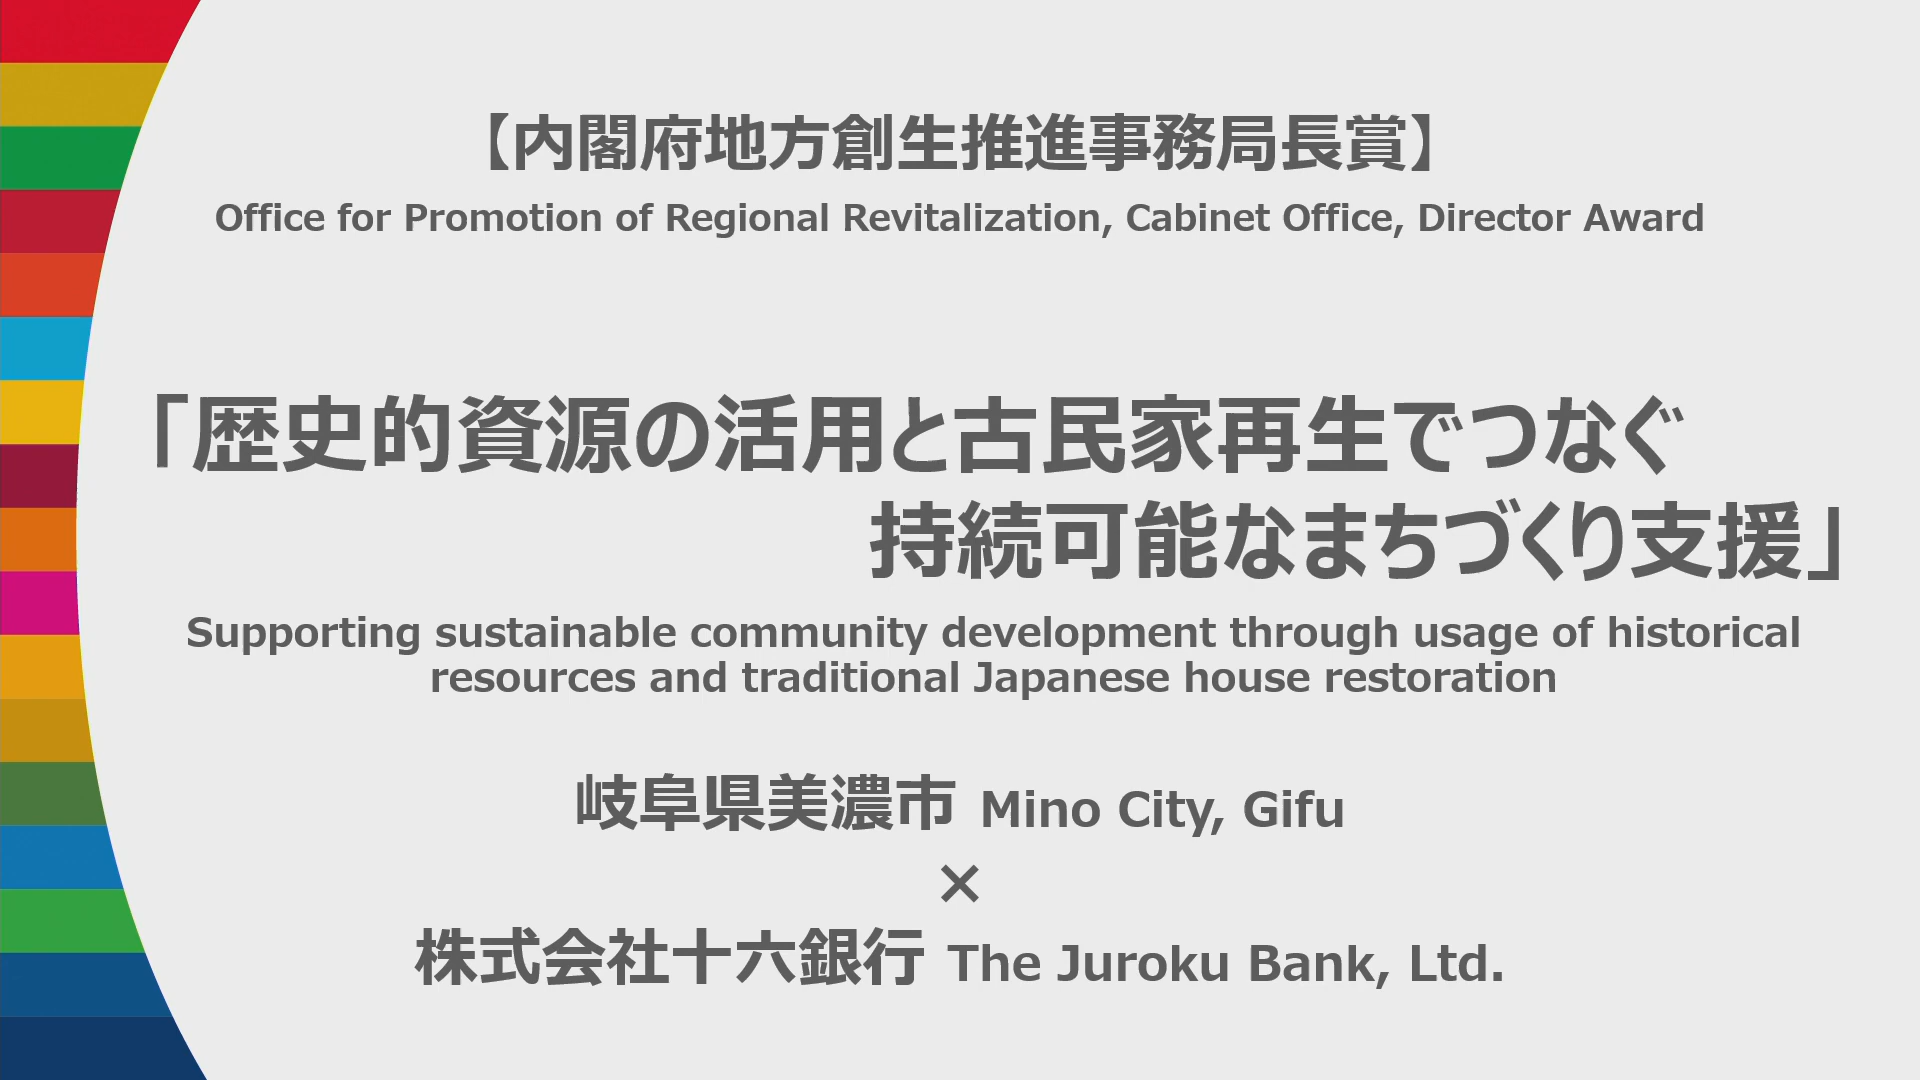 【内閣府地方創生推進事務局長賞】
Office for Promotion of Regional Revitalization, Cabinet Office, Director Award
「歴史的資源の活用と古民家再生でつなぐ
持続可能なまちづくり支援」
Supporting sustainable community development through usage of historical
resources and traditional Japanese house restoration
岐阜県美濃市 Mino City, Gifu
×
株式会社十六銀行 The Juroku Bank, Ltd.